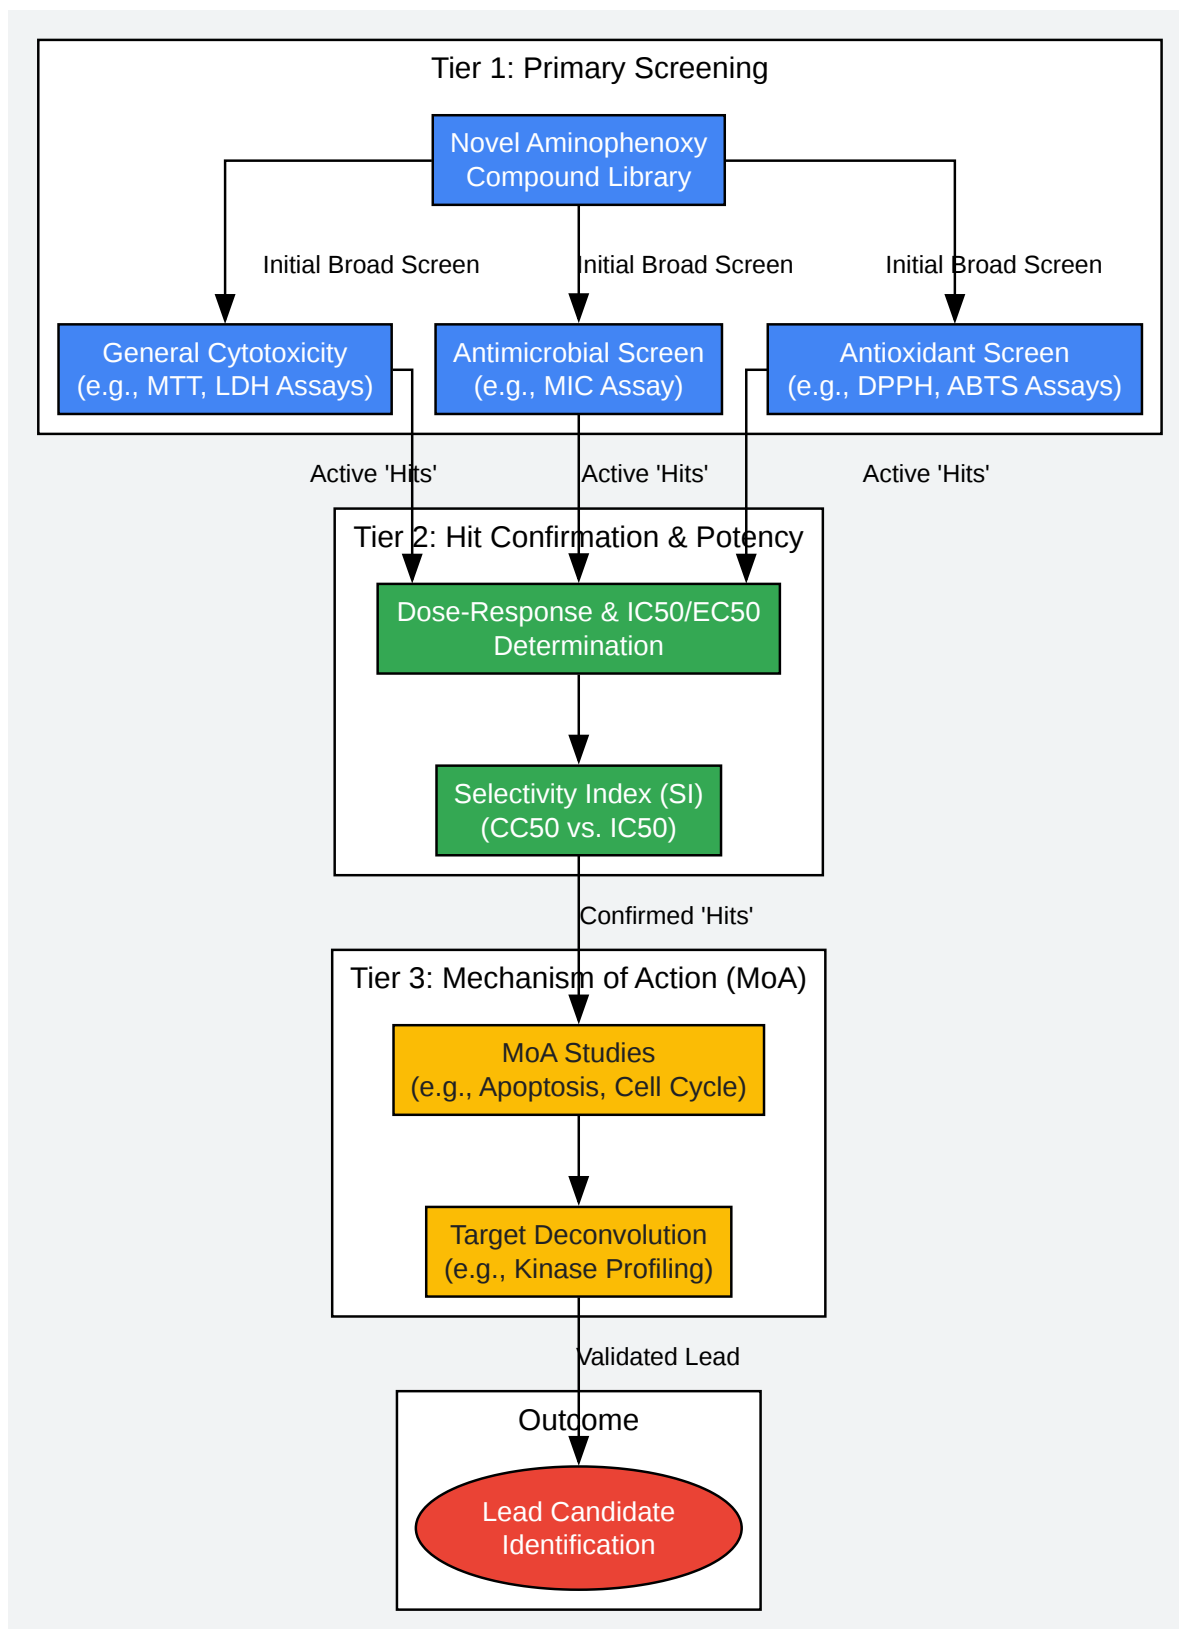 Tier 1: Primary Screening
Novel Aminophenoxy
Compound Library
Initial Broad Screen
Initial Broad Screen
Initial Broad Screen
General Cytotoxicity
(e.g., MTT, LDH Assays)
Antimicrobial Screen
(e.g., MIC Assay)
Antioxidant Screen
(e.g., DPPH, ABTS Assays)
Active 'Hits'
Active 'Hits'
Active 'Hits'
Tier 2: Hit Confirmation & Potency
Dose-Response & IC50/EC50
Determination
Selectivity Index (SI)
(CC50 vs. IC50)
Confirmed 'Hits'
Tier 3: Mechanism of Action (MoA)
MoA Studies
(e.g., Apoptosis, Cell Cycle)
Target Deconvolution
(e.g., Kinase Profiling)
Validated Lead
Outcome
Lead Candidate
Identification